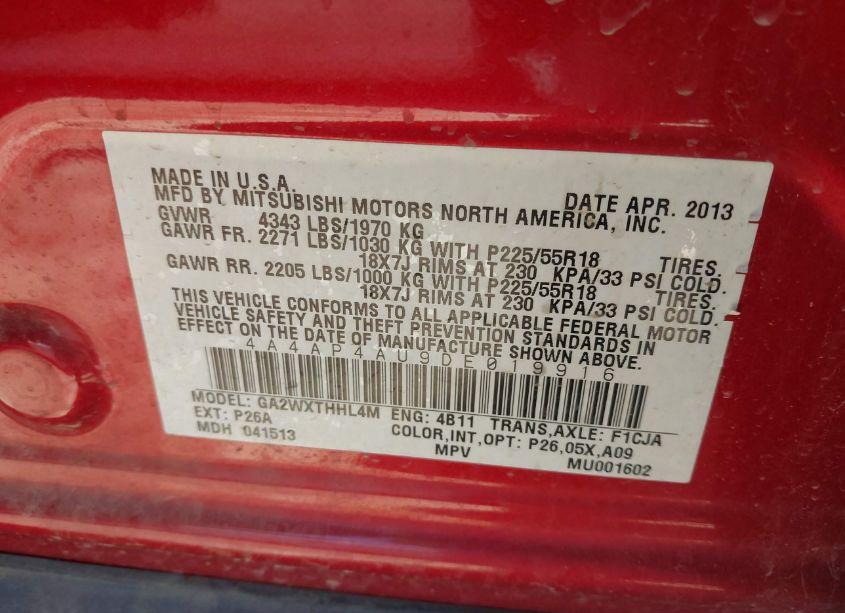 MADE IN U.S.A. DATE APR. 2013
MFD BY MITSUBISHI MOTORS NORTH AMERICA, INC.
GVWR 4343 LBS/1970 KG
GAWR FR. 2271 LBS/1030 KG WITH P225/55R18 TIRES.
18X7J RIMS AT 230 KPA/33 PSI COLD.
GAWR RR. 2205 LBS/1000 KG WITH P225/55R18 TIRES.
18X7J RIMS AT 230 KPA/33 PSI COLD.
THIS VEHICLE CONFORMS TO ALL APPLICABLE FEDERAL MOTOR
VEHICLE SAFETY AND THEFT PREVENTION STANDARDS IN
EFFECT ON THE DATE OF MANUFACTURE SHOWN ABOVE.
4A4AP4AU9DE019916
MODEL: GA2WXTHHL4M ENG: 4B11 TRANS,AXLE: F1CJA
EXT: P26A COLOR,INT,OPT: P26,05X,A09
MDH 041513 MPV MU001602